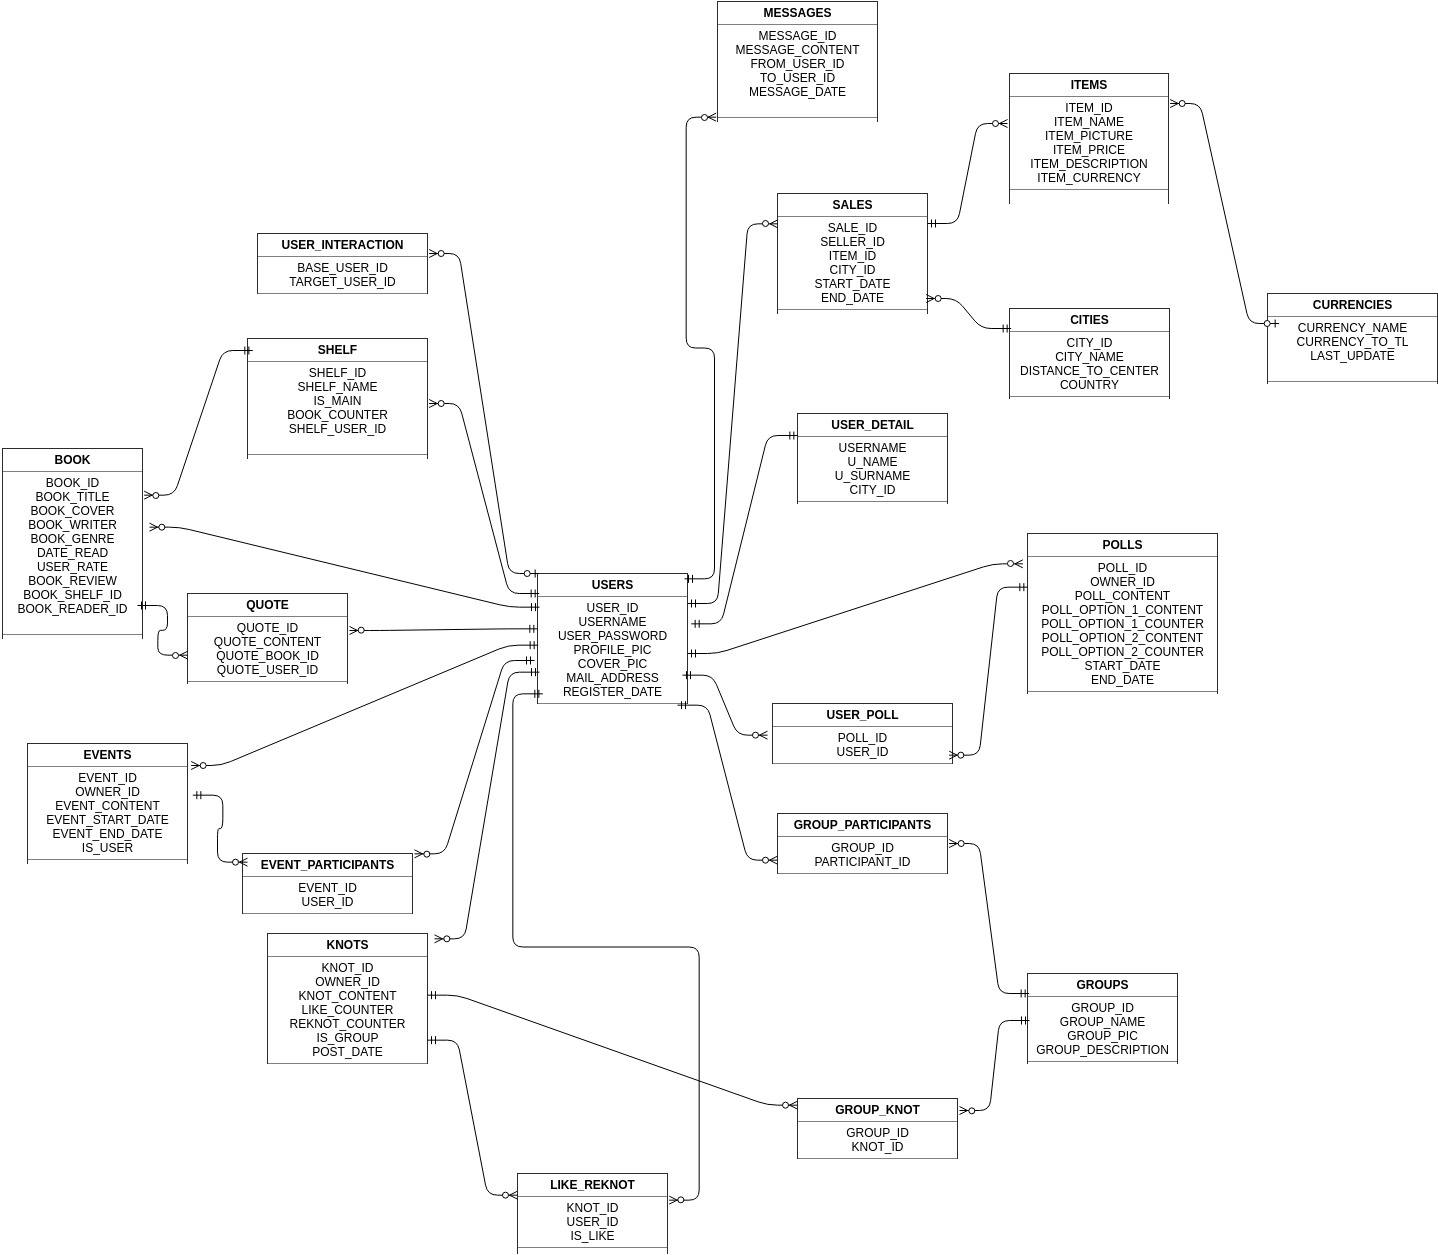 MESSAGES
MESSAGE_ID
MESSAGE_CONTENT
FROM_USER_ID
TO_USER_ID
MESSAGE_DATE
ITEMS
ITEM_ID
ITEM_NAME
ITEM_PICTURE
ITEM_PRICE
ITEM_DESCRIPTION
ITEM_CURRENCY
SALES
SALE_ID
SELLER_ID
ITEM_ID
CITY_ID
START_DATE
END_DATE
USER_INTERACTION
BASE_USER_ID
TARGET_USER_ID
CURRENCIES
CURRENCY_NAME
CURRENCY_TO_TL
LAST_UPDATE
CITIES
CITY_ID
CITY_NAME
DISTANCE_TO_CENTER
COUNTRY
SHELF
SHELF_ID
SHELF_NAME
IS_MAIN
BOOK_COUNTER
SHELF_USER_ID
USER_DETAIL
USERNAME
U_NAME
U_SURNAME
CITY_ID
BOOK
BOOK_ID
BOOK_TITLE
BOOK_COVER
BOOK_WRITER
BOOK_GENRE
DATE_READ
USER_RATE
BOOK_REVIEW
BOOK_SHELF_ID
BOOK_READER_ID
POLLS
POLL_ID
OWNER_ID
POLL_CONTENT
POLL_OPTION_1_CONTENT
POLL_OPTION_1_COUNTER
POLL_OPTION_2_CONTENT
POLL_OPTION_2_COUNTER
START_DATE
END_DATE
USERS
USER_ID
USERNAME
USER_PASSWORD
PROFILE_PIC
COVER_PIC
MAIL_ADDRESS
REGISTER_DATE
QUOTE
QUOTE_ID
QUOTE_CONTENT
QUOTE_BOOK_ID
QUOTE_USER_ID
USER_POLL
POLL_ID
USER_ID
EVENTS
EVENT_ID
OWNER_ID
EVENT_CONTENT
EVENT_START_DATE
EVENT_END_DATE
IS_USER
GROUP_PARTICIPANTS
GROUP_ID
PARTICIPANT_ID
EVENT_PARTICIPANTS
EVENT_ID
USER_ID
KNOTS
KNOT_ID
OWNER_ID
KNOT_CONTENT
LIKE_COUNTER
REKNOT_COUNTER
IS_GROUP
POST_DATE
GROUPS
GROUP_ID
GROUP_NAME
GROUP_PIC
GROUP_DESCRIPTION
GROUP_KNOT
GROUP_ID
KNOT_ID
LIKE_REKNOT
KNOT_ID
USER_ID
IS_LIKE